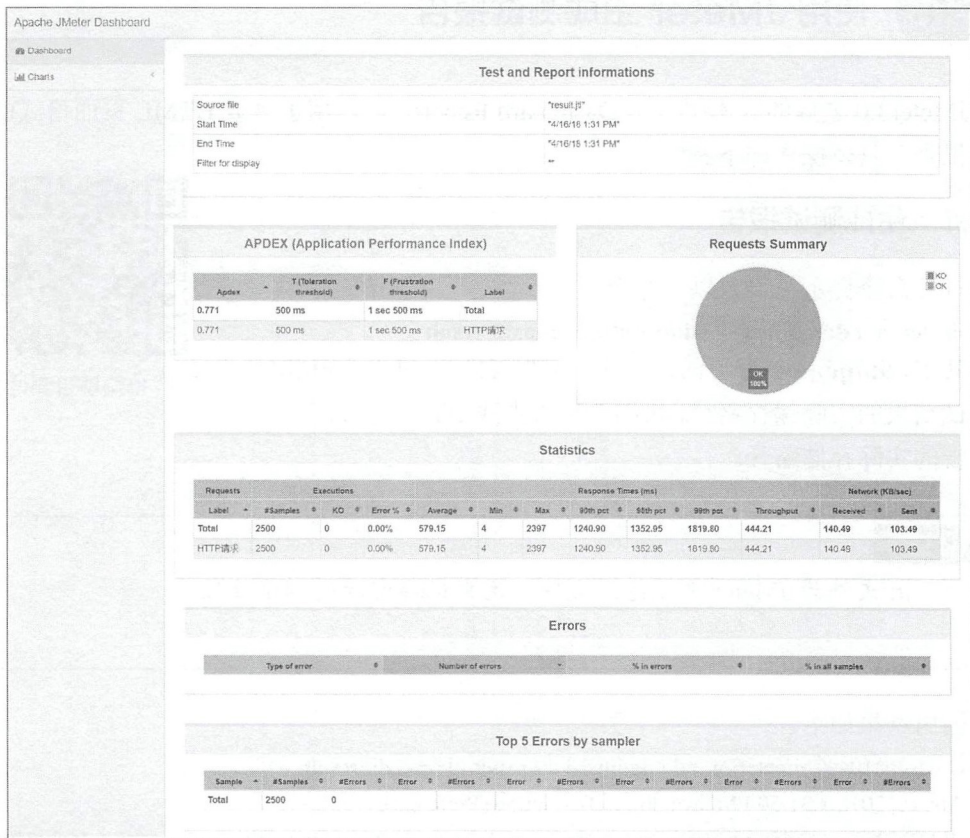 Apache JMeter Dashboard
Dashboard
Charts
Test and Report informations
Source file "result.jtl"
Start Time "4/16/18 1:31 PM"
End Time "4/16/18 1:31 PM"
Filter for display ""
APDEX (Application Performance Index)
Apdex T (Toleration threshold) F (Frustration threshold) Label
0.771 500 ms 1 sec 500 ms Total
0.771 500 ms 1 sec 500 ms HTTP请求
Requests Summary
KO
OK
OK
100%
Statistics
Requests Executions Response Times (ms) Network (KB/sec)
Label #Samples KO Error % Average Min Max 90th pct 95th pct 99th pct Throughput Received Sent
Total 2500 0 0.00% 579.15 4 2397 1240.90 1352.95 1819.80 444.21 140.49 103.49
HTTP请求 2500 0 0.00% 579.15 4 2397 1240.90 1352.95 1819.80 444.21 140.49 103.49
Errors
Type of error Number of errors % in errors % in all samples
Top 5 Errors by sampler
Sample #Samples #Errors Error #Errors Error #Errors Error #Errors Error #Errors Error #Errors
Total 2500 0